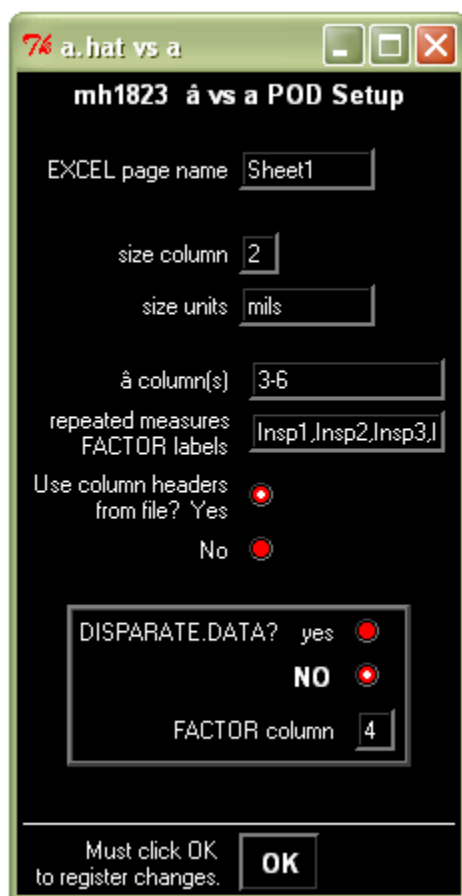 a.hat vs a
mh1823 â vs a POD Setup
EXCEL page name Sheet1
size column 2
size units mils
â column(s) 3-6
repeated measures
FACTOR labels Insp1,Insp2,Insp3,I
Use column headers
from file? Yes
No
DISPARATE.DATA? yes
NO
FACTOR column 4
Must click OK
to register changes.
OK